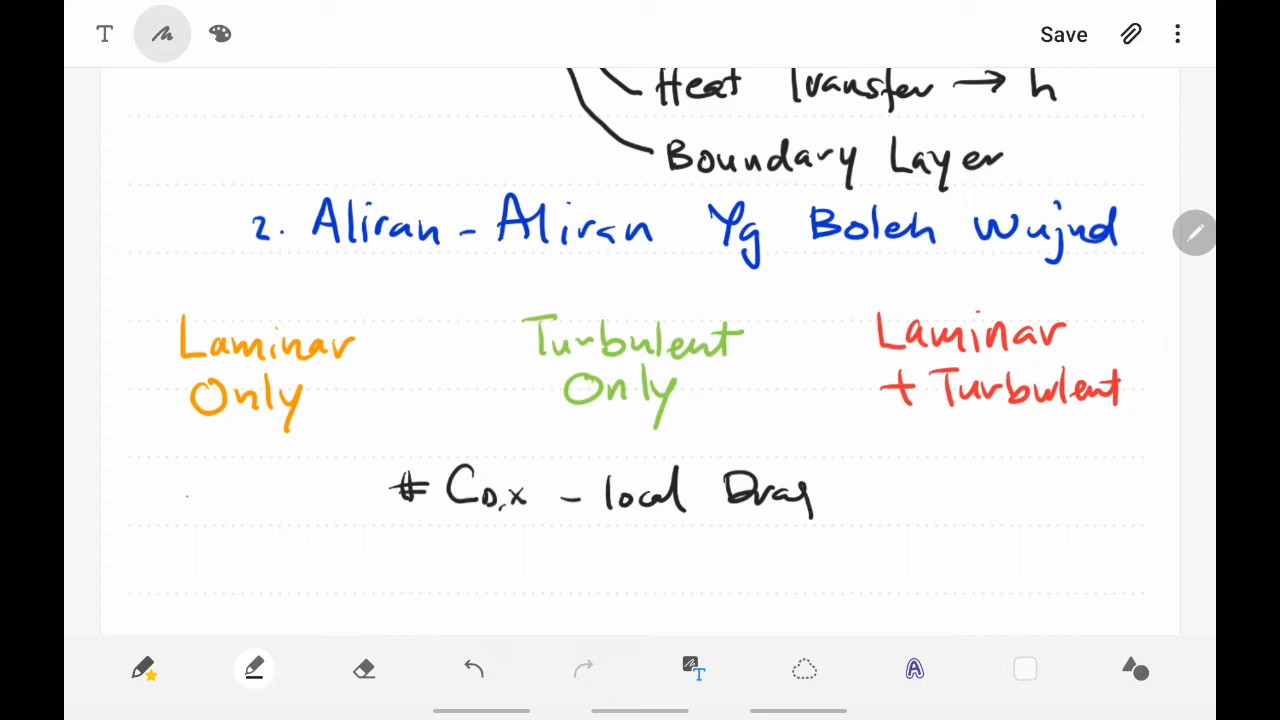 T Save
Heat Transfer → h
Boundary Layer
2. Aliran - Aliran Yg Boleh Wujud
Laminar Turbulent Laminar
Only Only + Turbulent
# CD,x - local Drag